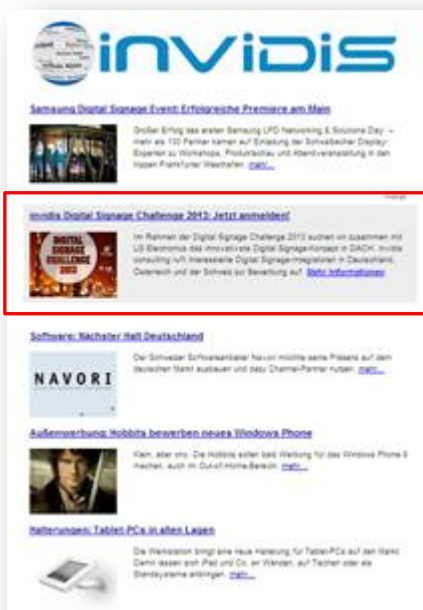 invidis
Samsung Digital Signage Event: Erfolgreiche Premiere am Main
Großer Erfolg des ersten Samsung LFD Networking & Solutions Day –
mehr als 100 Partner kamen auf Einladung der Schwalbacher Display-
Experten zu Workshops, Produktschau und Abendveranstaltung in den
hippen Frankfurter Westhafen. mehr...
Anzeige
invidis Digital Signage Challenge 2013: Jetzt anmelden!
DIGITAL
SIGNAGE
CHALLENGE
2013
Im Rahmen der Digital Signage Challenge 2013 suchen wir zusammen mit
LG Electronics das innovativste Digital Signage-Konzept in DACH. invidis
consulting ruft interessierte Digital Signage-Integratoren in Deutschland,
Österreich und der Schweiz zur Bewerbung auf. Mehr Informationen
Software: Nächster Halt Deutschland
NAVORI
Der Schweizer Softwareanbieter Navori möchte seine Präsenz auf dem
deutschen Markt ausbauen und dazu Channel-Partner nutzen. mehr...
Außenwerbung: Hobbits bewerben neues Windows Phone
Klein, aber oho: Die Hobbits sollen bald Werbung für das Windows Phone 8
machen, auch im Out-of-Home-Bereich. mehr...
Halterungen: Tablet-PCs in allen Lagen
Die Werkstation bringt eine neue Halterung für Tablet-PCs auf den Markt.
Damit lassen sich iPad und Co. an Wänden, auf Tischen oder als
Standsysteme anbringen. mehr...